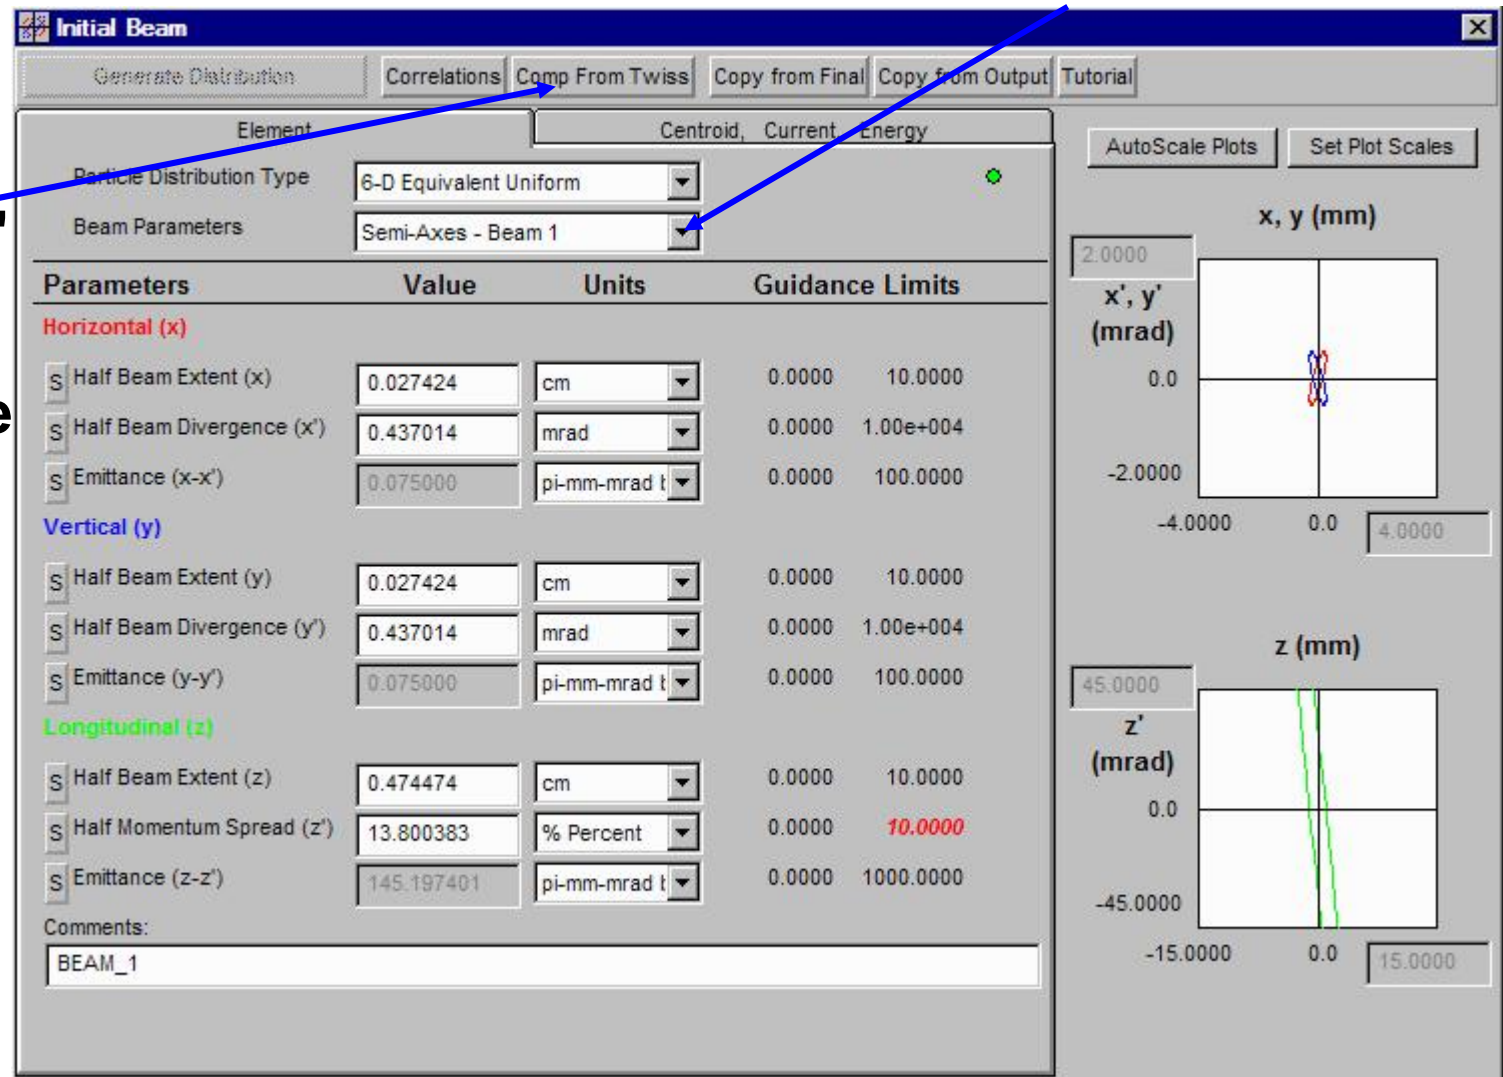 Initial Beam
Generate Distribution Correlations Comp From Twiss Copy from Final Copy from Output Tutorial
Element Centroid, Current, Energy
Particle Distribution Type 6-D Equivalent Uniform
Beam Parameters Semi-Axes - Beam 1
Parameters Value Units Guidance Limits
Horizontal (x)
S Half Beam Extent (x) 0.027424 cm 0.0000 10.0000
e
S Half Beam Divergence (x') 0.437014 mrad 0.0000 1.00e+004
S Emittance (x-x') 0.075000 pi-mm-mrad 0.0000 100.0000
Vertical (y)
S Half Beam Extent (y) 0.027424 cm 0.0000 10.0000
S Half Beam Divergence (y') 0.437014 mrad 0.0000 1.00e+004
S Emittance (y-y') 0.075000 pi-mm-mrad 0.0000 100.0000
Longitudinal (z)
S Half Beam Extent (z) 0.474474 cm 0.0000 10.0000
S Half Momentum Spread (z') 13.800383 % Percent 0.0000 10.0000
S Emittance (z-z') 145.197401 pi-mm-mrad 0.0000 1000.0000
Comments:
BEAM_1
AutoScale Plots Set Plot Scales
x, y (mm)
2.0000
x', y'
(mrad)
0.0
-2.0000
-4.0000 0.0 4.0000
z (mm)
45.0000
z'
(mrad)
0.0
-45.0000
-15.0000 0.0 15.0000